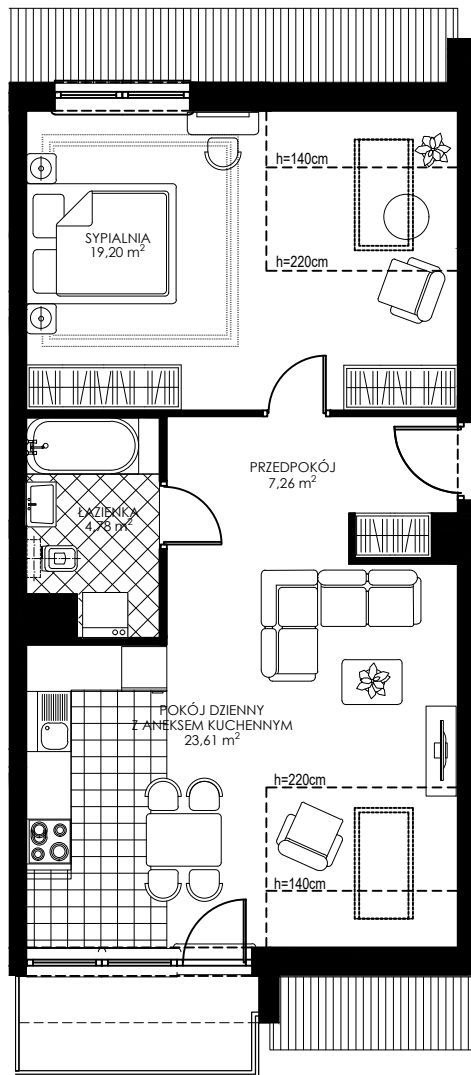 h=140cm
SYPIALNIA
19,20 m²
h=220cm
PRZEDPOKÓJ
7,26 m²
ŁAZIENKA
4,78 m²
POKÓJ DZIENNY
Z ANEKSEM KUCHENNYM
23,61 m²
h=220cm
h=140cm